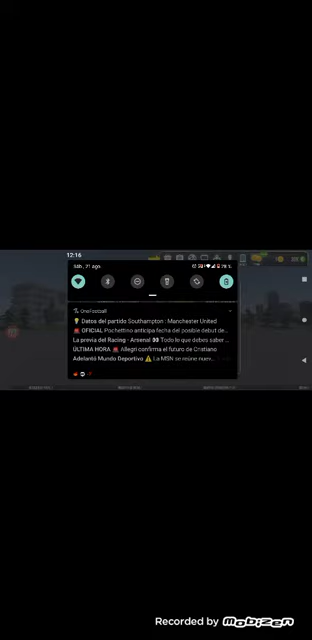 12:16
sáb., 21 ago.
OneFootball
Datos del partido Southampton : Manchester United
OFICIAL Pochettino anticipa fecha del posible debut de...
La previa del Racing - Arsenal Todo lo que debes saber ...
ÚLTIMA HORA Allegri confirma el futuro de Cristiano
Adelantó Mundo Deportivo La MSN se reúne nuev...
Recorded by mobizen